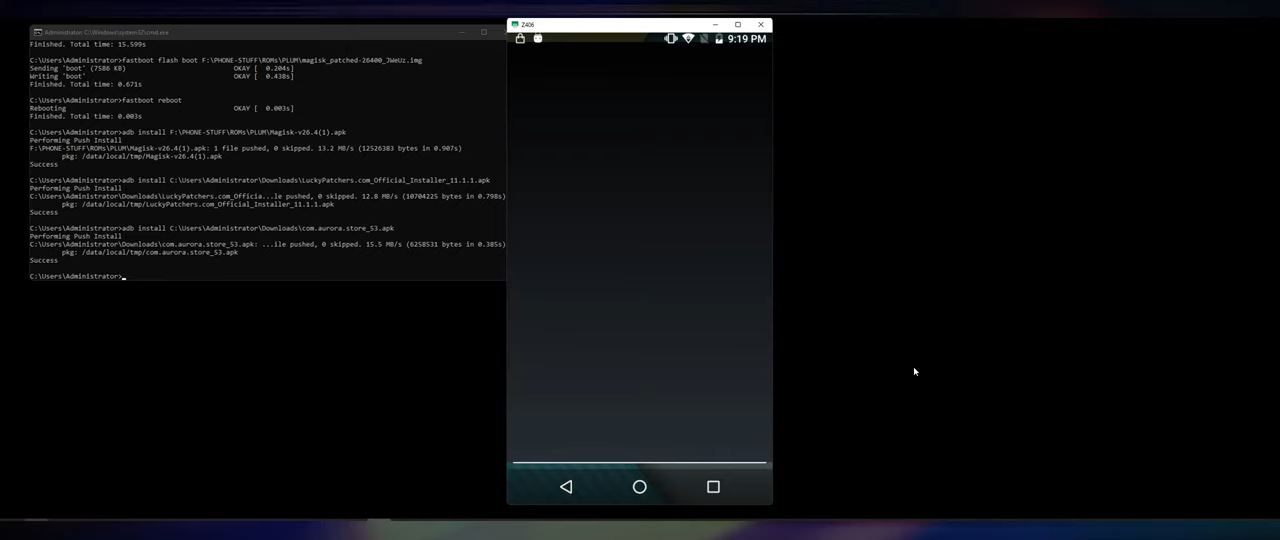 Administrator: C:\Windows\system32\cmd.exe
Finished. Total time: 15.599s
C:\Users\Administrator>fastboot flash boot F:\PHONE-STUFF\ROMs\PLUM\magisk_patched-26400_JWeUz.img
Sending 'boot' (7586 KB) OKAY [ 0.204s]
Writing 'boot' OKAY [ 0.438s]
Finished. Total time: 0.671s
C:\Users\Administrator>fastboot reboot
Rebooting OKAY [ 0.003s]
Finished. Total time: 0.003s
C:\Users\Administrator>adb install F:\PHONE-STUFF\ROMs\PLUM\Magisk-v26.4(1).apk
Performing Push Install
F:\PHONE-STUFF\ROMs\PLUM\Magisk-v26.4(1).apk: 1 file pushed, 0 skipped. 13.2 MB/s (12526383 bytes in 0.907s)
pkg: /data/local/tmp/Magisk-v26.4(1).apk
Success
C:\Users\Administrator>adb install C:\Users\Administrator\Downloads\LuckyPatchers.com_Official_Installer_11.1.1.apk
Performing Push Install
C:\Users\Administrator\Downloads\LuckyPatchers.com_Officia...le pushed, 0 skipped. 12.8 MB/s (10704225 bytes in 0.798s)
pkg: /data/local/tmp/LuckyPatchers.com_Official_Installer_11.1.1.apk
Success
C:\Users\Administrator>adb install C:\Users\Administrator\Downloads\com.aurora.store_53.apk
Performing Push Install
C:\Users\Administrator\Downloads\com.aurora.store_53.apk: ...ile pushed, 0 skipped. 15.5 MB/s (6258531 bytes in 0.385s)
pkg: /data/local/tmp/com.aurora.store_53.apk
Success
C:\Users\Administrator>
Z406
9:19 PM